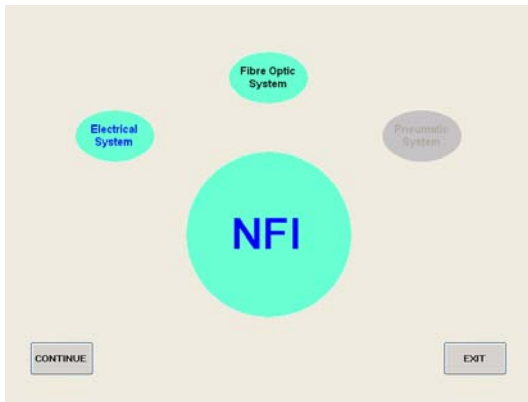 Fibre Optic
System
Electrical
System
Pneumatic
System
NFI
CONTINUE
EXIT